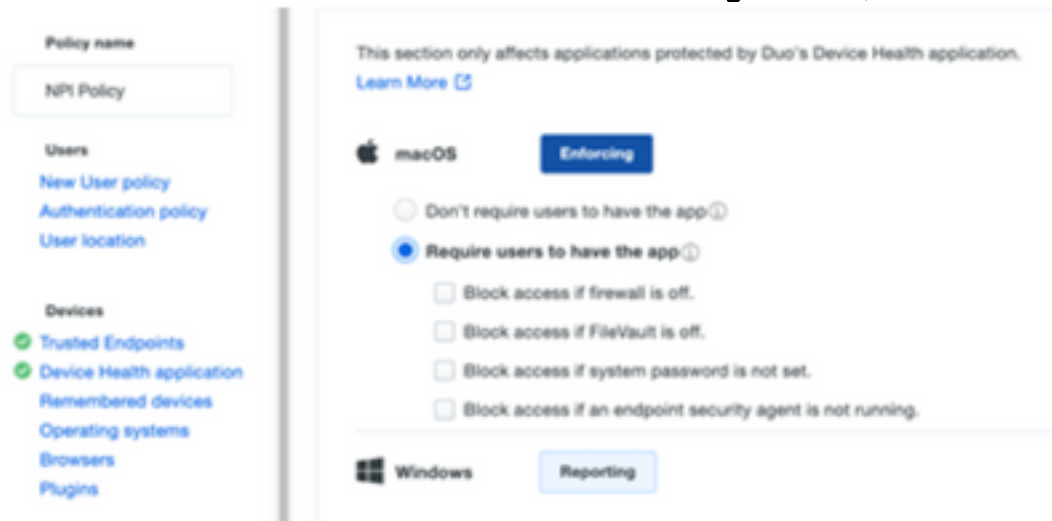 Policy name
NPI Policy
Users
New User policy
Authentication policy
User location
Devices
Trusted Endpoints
Device Health application
Remembered devices
Operating systems
Browsers
Plugins
This section only affects applications protected by Duo's Device Health application.
Learn More
macOS
Enforcing
Don't require users to have the app
Require users to have the app
Block access if firewall is off.
Block access if FileVault is off.
Block access if system password is not set.
Block access if an endpoint security agent is not running.
Windows
Reporting